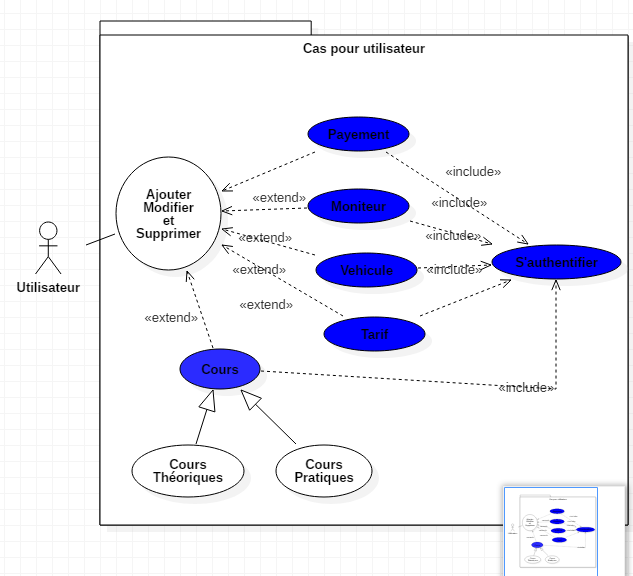 Cas pour utilisateur
Payement
«include»
Ajouter
Modifier
et
Supprimer
«extend»
Moniteur
«include»
«extend»
«include»
Vehicule
«include»
S'authentifier
«extend»
Utilisateur
«extend»
Tarif
«extend»
Cours
«include»
Cours
Théoriques
Cours
Pratiques